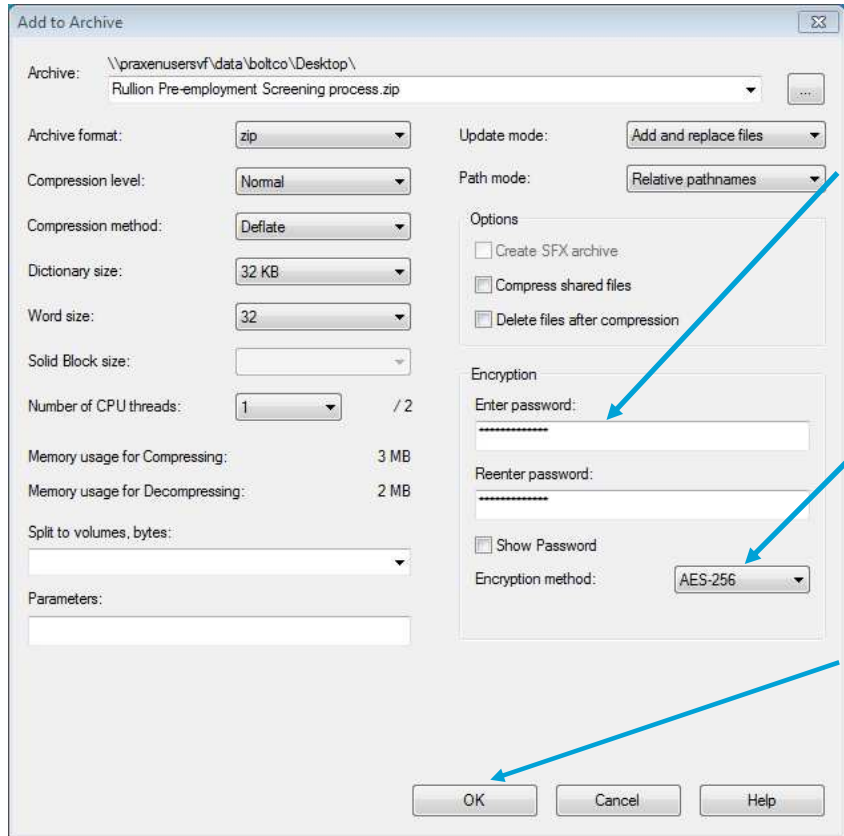 Add to Archive
Archive:
\\praxenusersvf\data\boltco\Desktop\
Rullion Pre-employment Screening process.zip
...
Archive format: zip
Compression level: Normal
Compression method: Deflate
Dictionary size: 32 KB
Word size: 32
Solid Block size:
Number of CPU threads: 1 / 2
Memory usage for Compressing: 3 MB
Memory usage for Decompressing: 2 MB
Split to volumes, bytes:
Parameters:
Update mode: Add and replace files
Path mode: Relative pathnames
Options
Create SFX archive
Compress shared files
Delete files after compression
Encryption
Enter password:
*************
Reenter password:
*************
Show Password
Encryption method: AES-256
OK Cancel Help